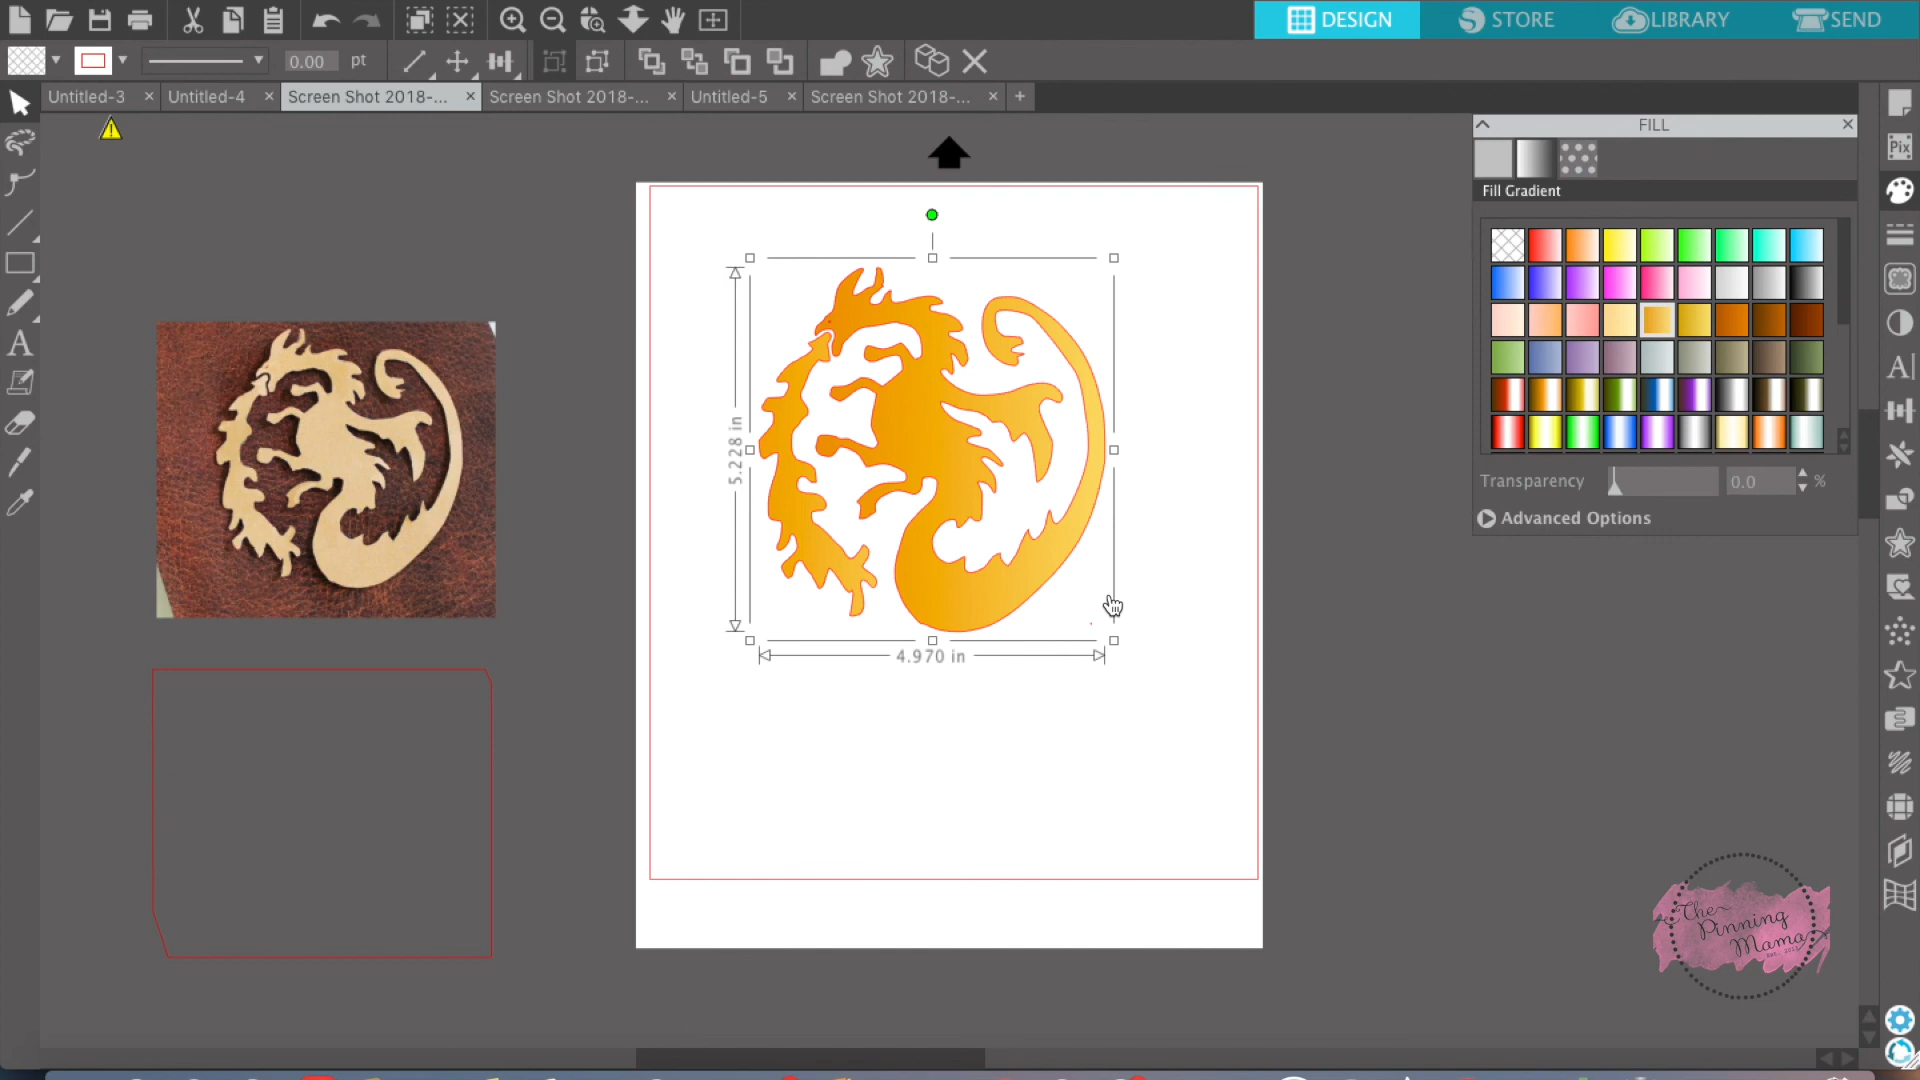 DESIGN
STORE
LIBRARY
SEND
0.00 pt
Untitled-3
Untitled-4
Screen Shot 2018-...
Screen Shot 2018-...
Untitled-5
Screen Shot 2018-...
FILL
Pix
Fill Gradient
5.228 in
4.970 in
Transparency 0.0 %
Advanced Options
The
Pinning
Mama